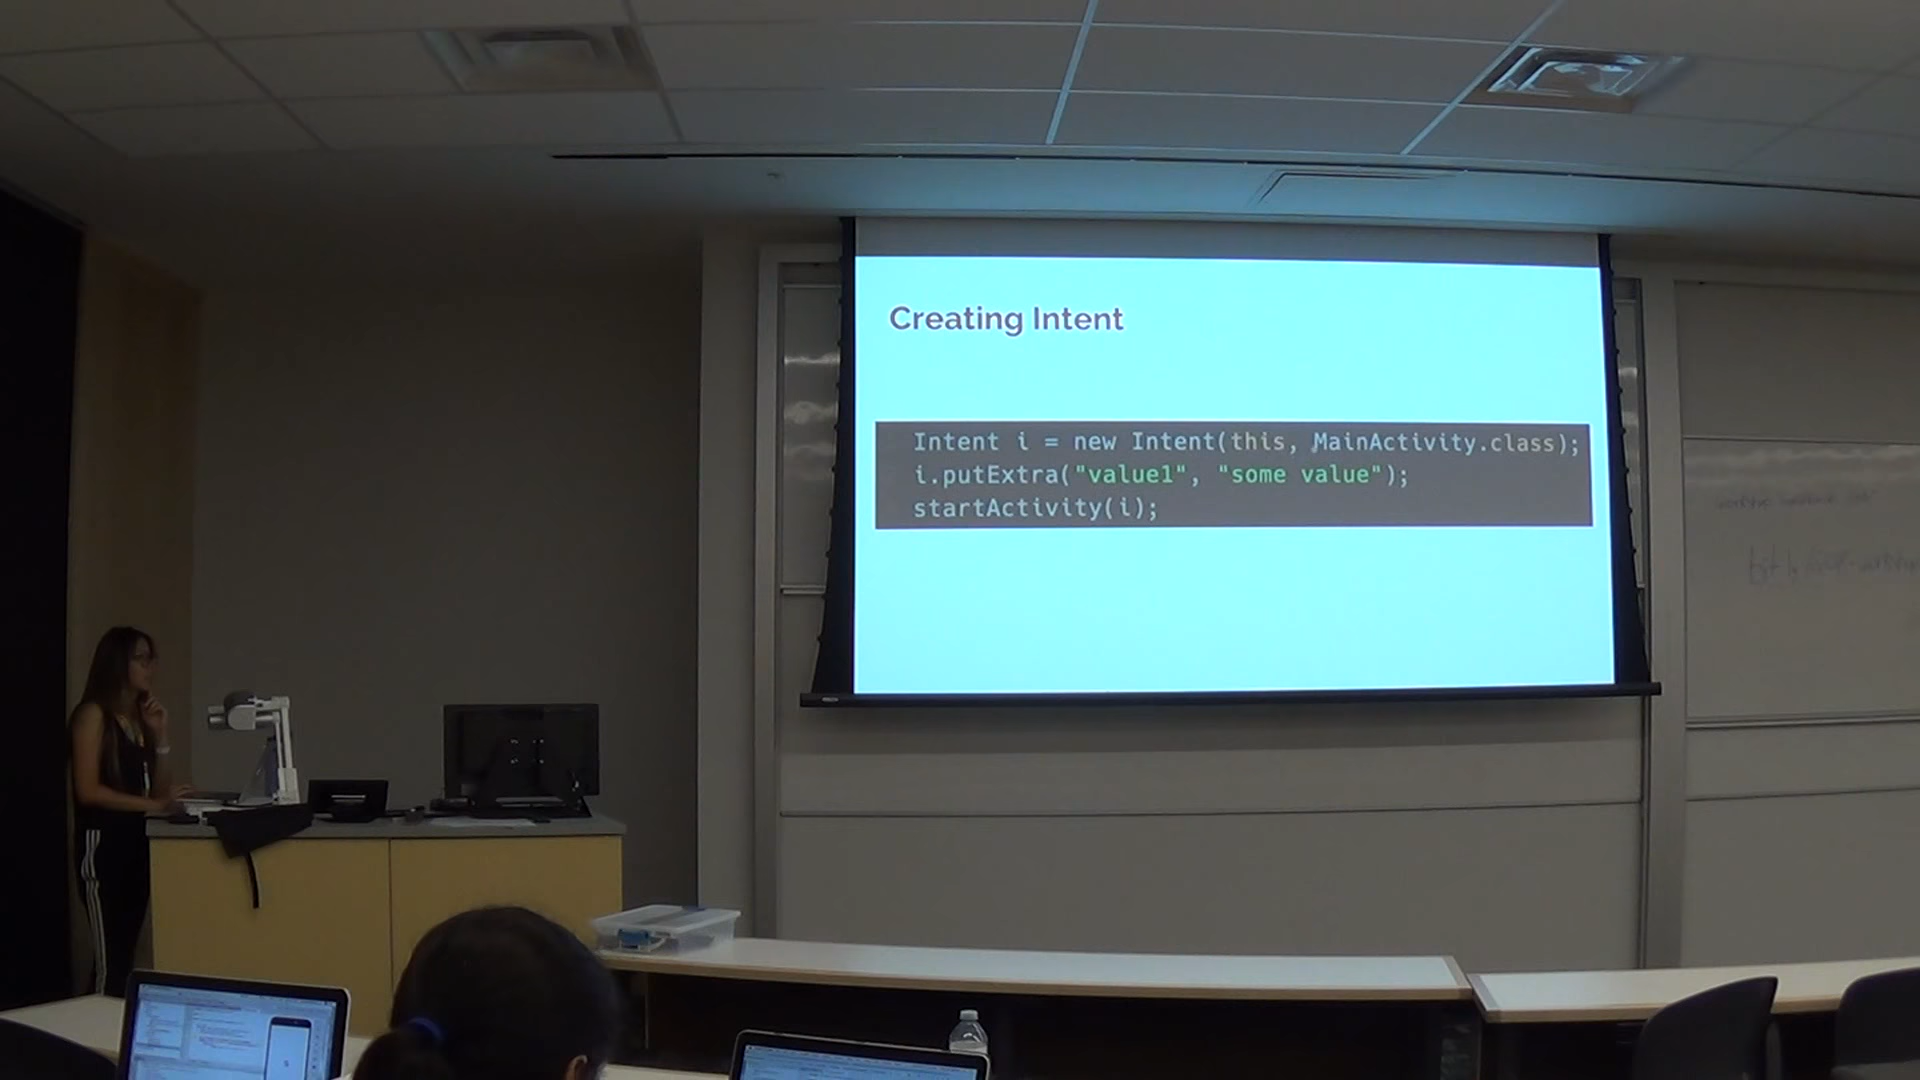 Creating Intent
Intent i = new Intent(this, MainActivity.class);
i.putExtra("value1", "some value");
startActivity(i);